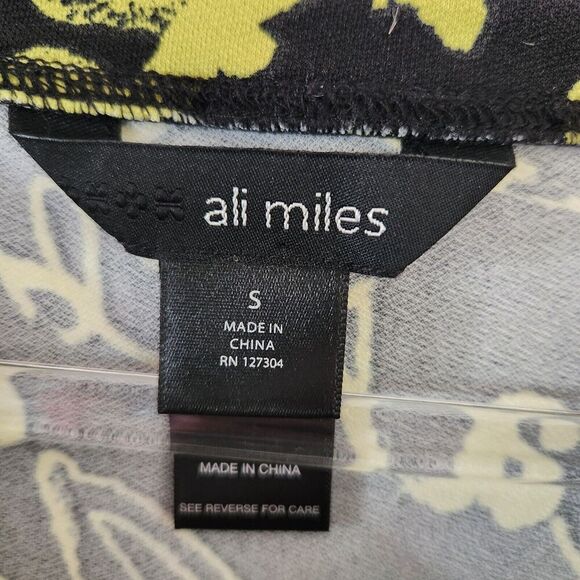 ali miles
S
MADE IN
CHINA
RN 127304
MADE IN CHINA
SEE REVERSE FOR CARE